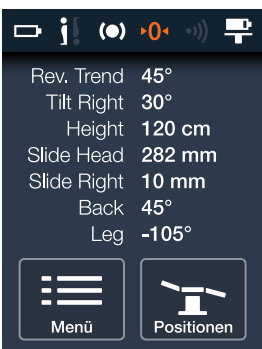 ▸0◂
Rev. Trend 45°
Tilt Right 30°
Height 120 cm
Slide Head 282 mm
Slide Right 10 mm
Back 45°
Leg -105°
Menü Positionen